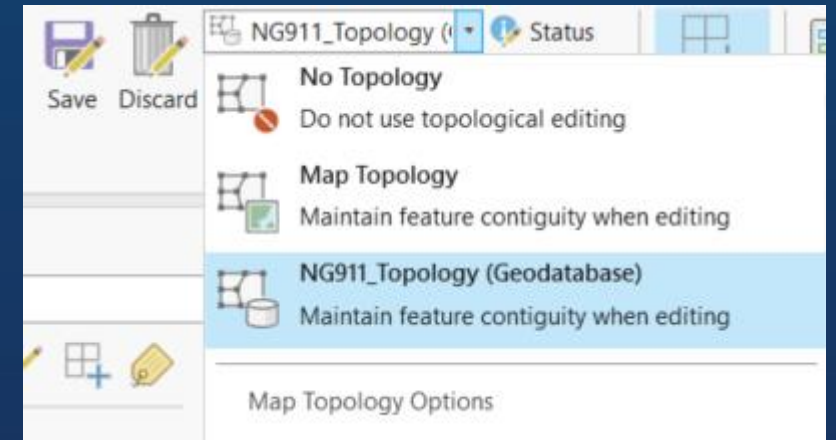 NG911_Topology (
Status
Save Discard
No Topology
Do not use topological editing
Map Topology
Maintain feature contiguity when editing
NG911_Topology (Geodatabase)
Maintain feature contiguity when editing
Map Topology Options